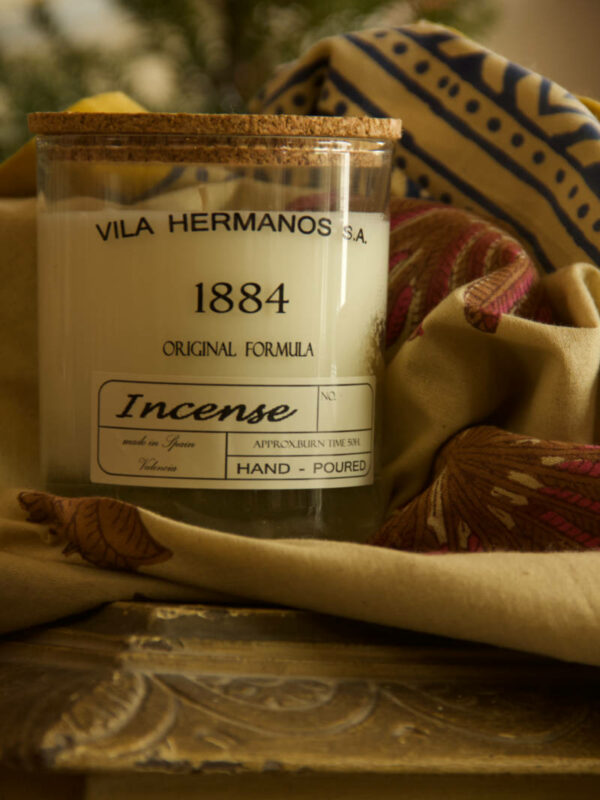 VILA HERMANOS S.A.
1884
ORIGINAL FORMULA
Incense
NO.
made in Spain
Valencia
APPROX.BURN TIME 50H.
HAND - POURED